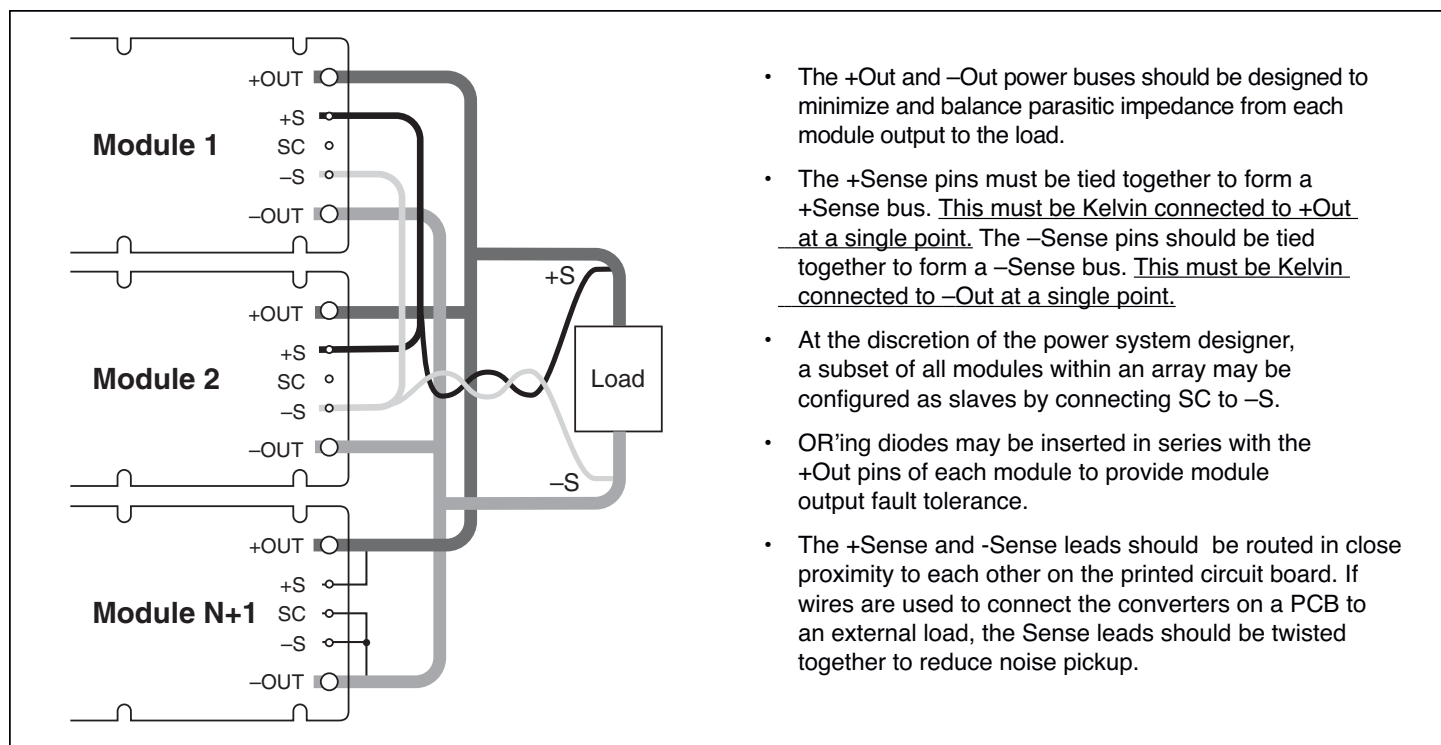 +OUT
+S
Module 1
SC
–S
–OUT
+OUT
+S
Module 2
SC
–S
–OUT
+OUT
+S
Module N+1
SC
–S
–OUT
+S
Load
–S
• The +Out and –Out power buses should be designed to
minimize and balance parasitic impedance from each
module output to the load.
• The +Sense pins must be tied together to form a
+Sense bus. This must be Kelvin connected to +Out
at a single point. The –Sense pins should be tied
together to form a –Sense bus. This must be Kelvin
connected to –Out at a single point.
• At the discretion of the power system designer,
a subset of all modules within an array may be
configured as slaves by connecting SC to –S.
• OR'ing diodes may be inserted in series with the
+Out pins of each module to provide module
output fault tolerance.
• The +Sense and -Sense leads should be routed in close
proximity to each other on the printed circuit board. If
wires are used to connect the converters on a PCB to
an external load, the Sense leads should be twisted
together to reduce noise pickup.